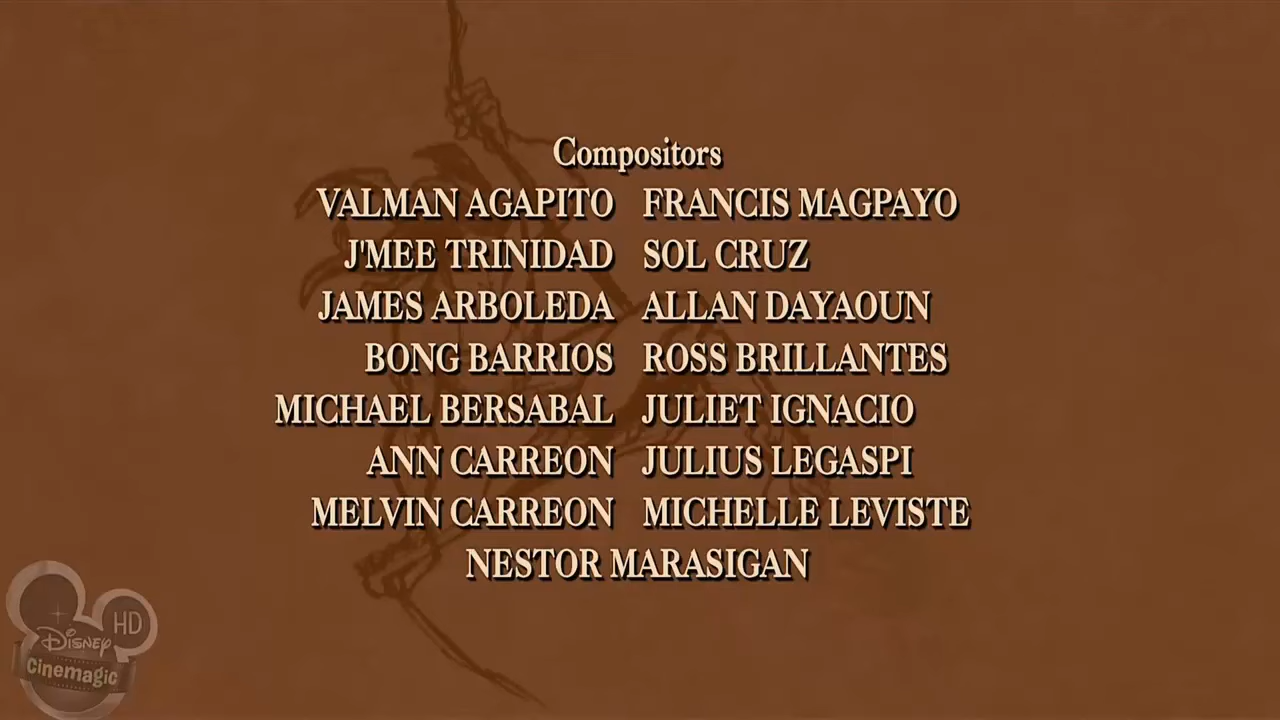 Compositors
VALMAN AGAPITO FRANCIS MAGPAYO
J'MEE TRINIDAD SOL CRUZ
JAMES ARBOLEDA ALLAN DAYAOUN
BONG BARRIOS ROSS BRILLANTES
MICHAEL BERSABAL JULIET IGNACIO
ANN CARREON JULIUS LEGASPI
MELVIN CARREON MICHELLE LEVISTE
NESTOR MARASIGAN
HD
Disney
Cinemagic